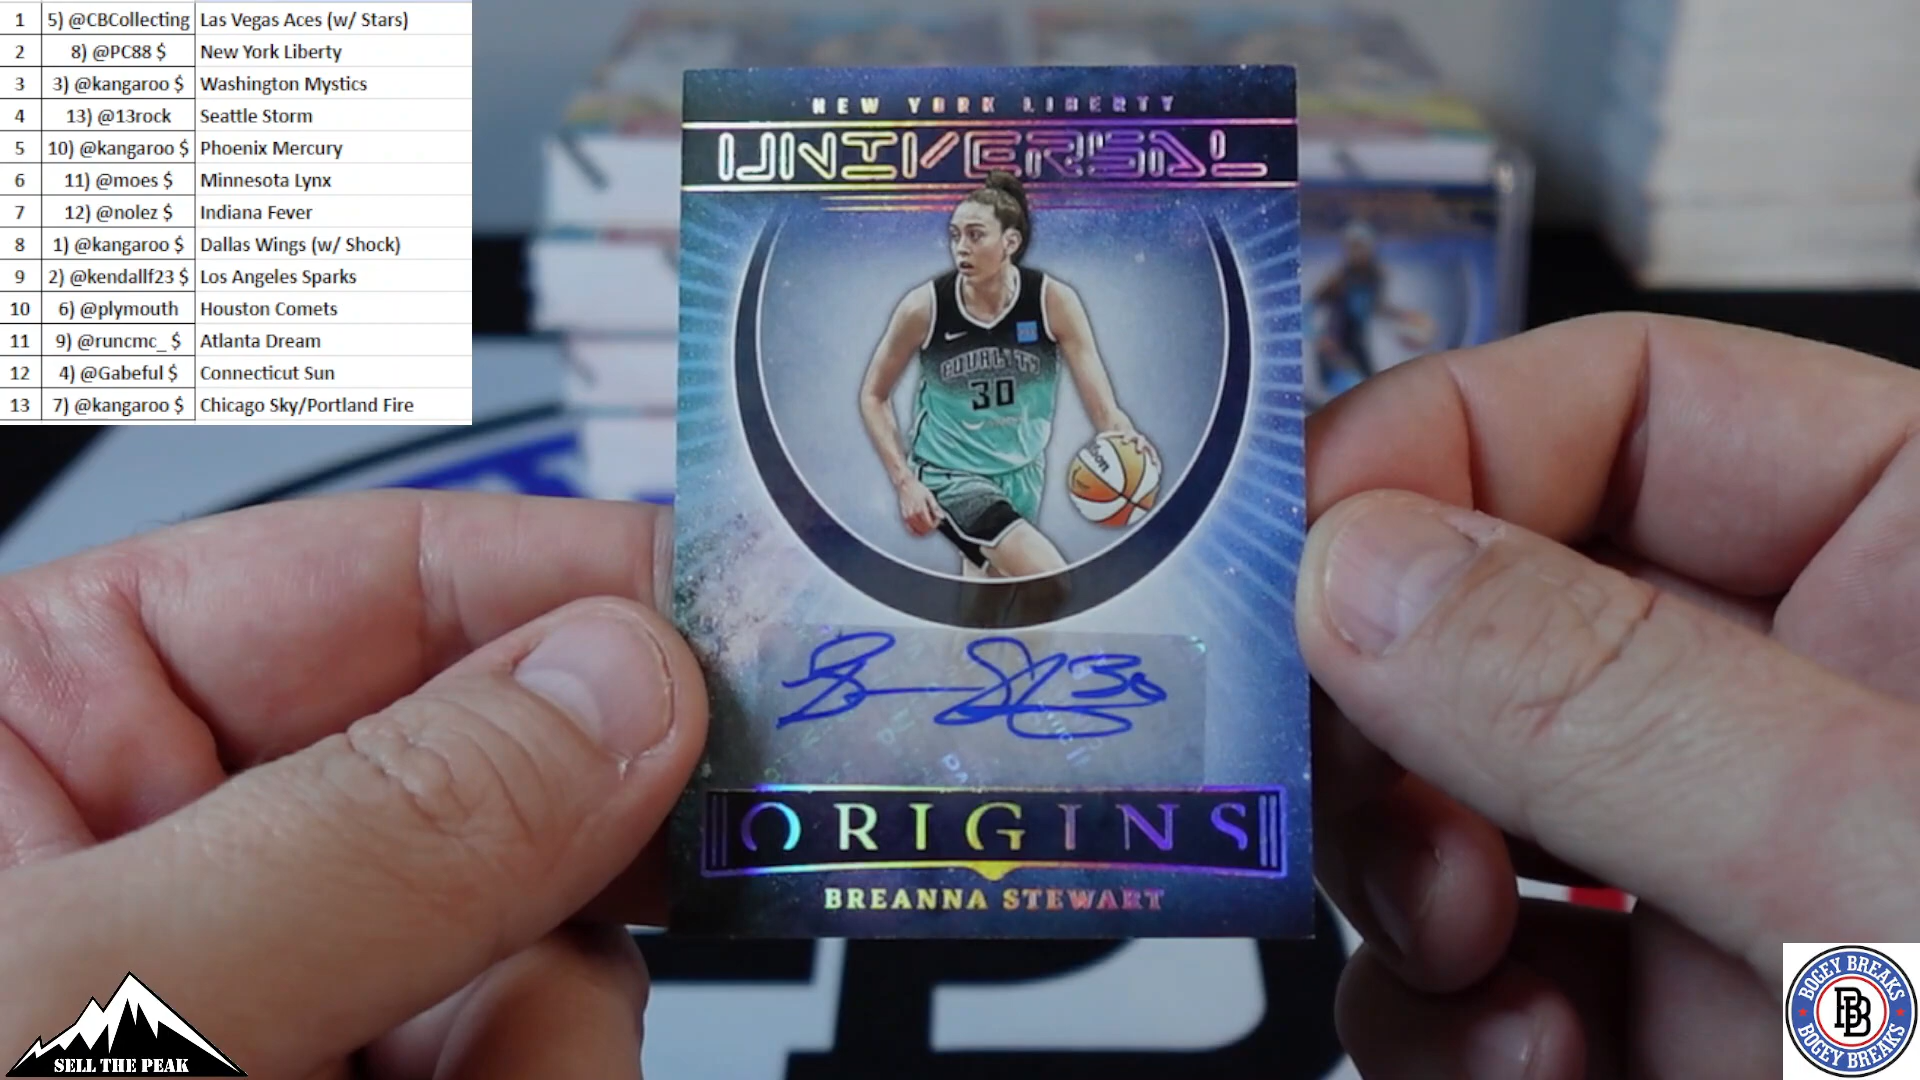 1 5) @CBCollecting Las Vegas Aces (w/ Stars)
2 8) @PC88 $ New York Liberty
3 3) @kangaroo $ Washington Mystics
4 13) @13rock Seattle Storm
5 10) @kangaroo $ Phoenix Mercury
6 11) @moes $ Minnesota Lynx
7 12) @nolez $ Indiana Fever
8 1) @kangaroo $ Dallas Wings (w/ Shock)
9 2) @kendallf23 $ Los Angeles Sparks
10 6) @plymouth Houston Comets
11 9) @runcmc_ $ Atlanta Dream
12 4) @Gabeful $ Connecticut Sun
13 7) @kangaroo $ Chicago Sky/Portland Fire
NEW YORK LIBERTY
UNIVERSAL
EQUALITY
30
30
ORIGINS
BREANNA STEWART
SELL THE PEAK
BOGEY BREAKS
BB
BOGEY BREAKS